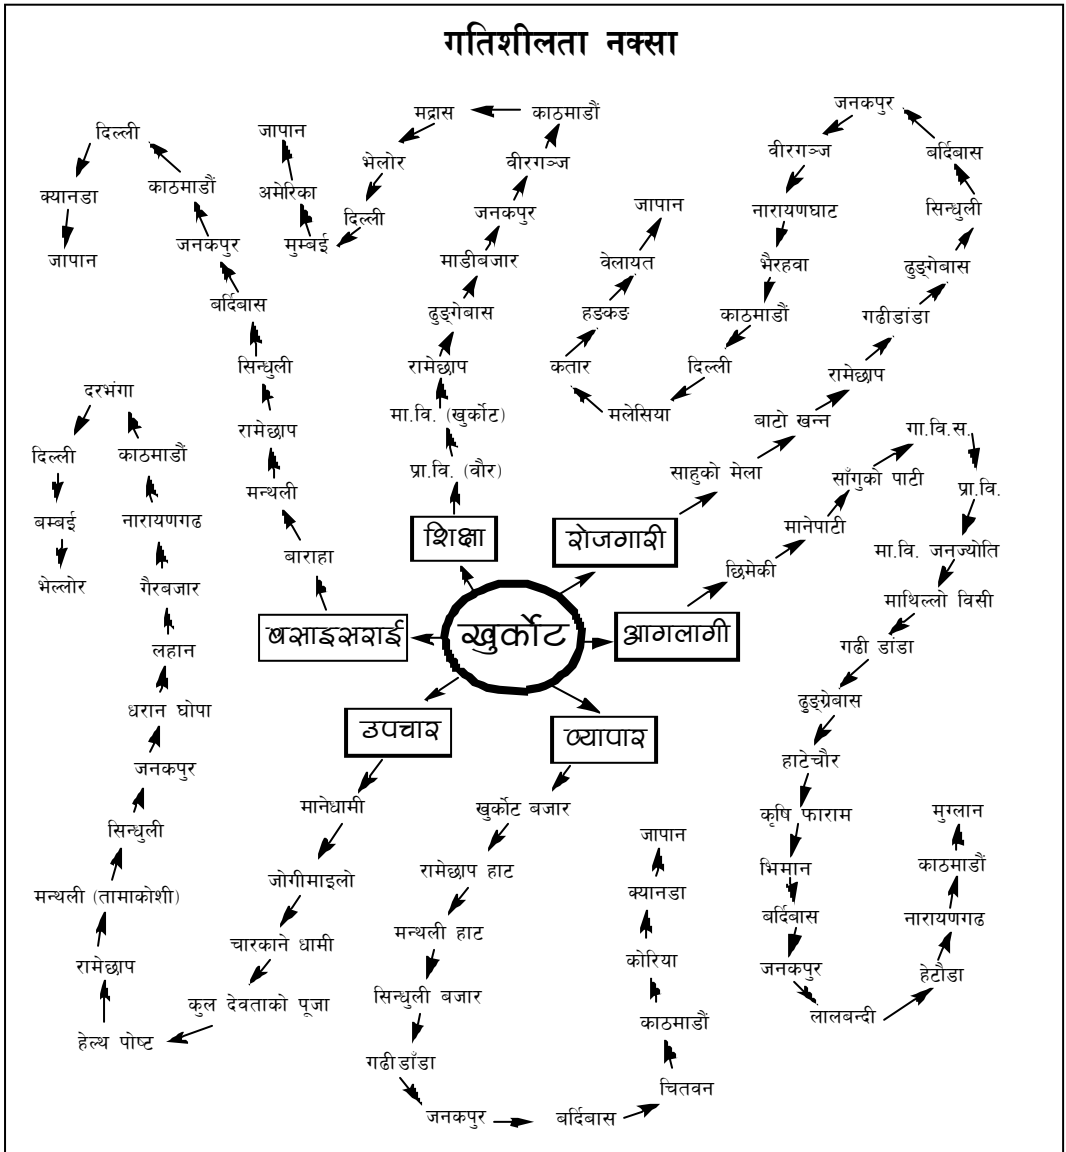 गतिशीलता नक्सा
खुर्कोट
शिक्षा
प्रा.वि. (वौर)
मा.वि. (खुर्कोट)
रामेछाप
ढुङ्गेबास
माडीबजार
जनकपुर
वीरगञ्ज
काठमाडौं
मद्रास
भेलोर
दिल्ली
मुम्बई
अमेरिका
जापान
रोजगारी
साहुको मेला
बाटो खन्न
रामेछाप
गढीडांडा
ढुङ्गेबास
सिन्धुली
बर्दिबास
जनकपुर
वीरगञ्ज
नारायणघाट
भैरहवा
काठमाडौं
दिल्ली
मलेसिया
कतार
हङकङ
वेलायत
जापान
आगलागी
छिमेकी
मानेपाटी
साँगुको पाटी
गा.वि.स.
प्रा.वि.
मा.वि. जनज्योति
माथिल्लो विसी
गढी डांडा
ढुङ्ग्रेबास
हाटेचौर
कृषि फाराम
भिमान
बर्दिबास
जनकपुर
लालबन्दी
हेटौडा
नारायणगढ
काठमाडौं
मुग्लान
व्यापार
खुर्कोट बजार
रामेछाप हाट
मन्थली हाट
सिन्धुली बजार
गढीडाँडा
जनकपुर
बर्दिबास
चितवन
काठमाडौं
कोरिया
क्यानडा
जापान
उपचार
मानेधामी
जोगीमाइलो
चारकाने धामी
कुल देवताको पूजा
हेल्थ पोष्ट
रामेछाप
मन्थली (तामाकोशी)
सिन्धुली
जनकपुर
धरान घोपा
लहान
गैरबजार
नारायणगढ
काठमाडौं
दरभंगा
दिल्ली
बम्बई
भेल्लोर
बसाइसराई
बाराहा
मन्थली
रामेछाप
सिन्धुली
बर्दिबास
जनकपुर
काठमाडौं
दिल्ली
क्यानडा
जापान